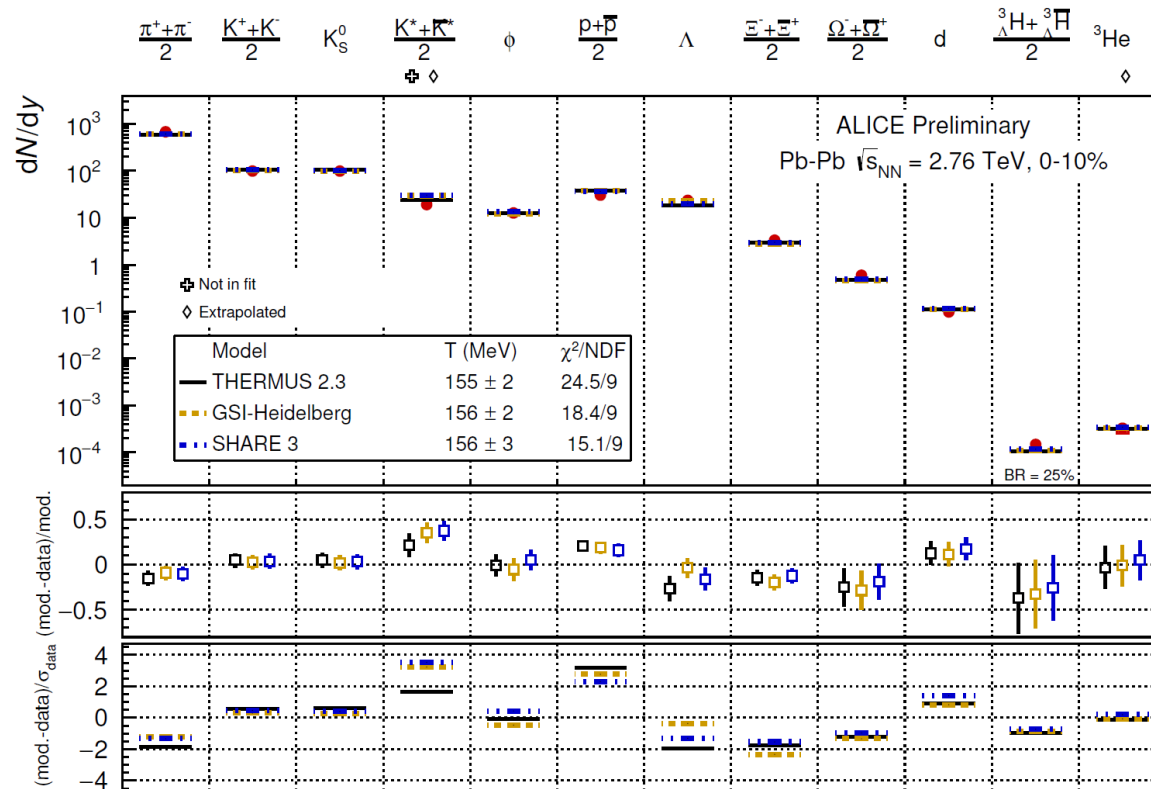 π⁺+π⁻/2 K⁺+K⁻/2 K⁰S K*+K̅*/2 ϕ p+p̅/2 Λ Ξ⁻+Ξ̅⁺/2 Ω⁻+Ω̅⁺/2 d ³ΛH+³ΛH̅/2 ³He
dN/dy
10³
10²
10
1
10⁻¹
10⁻²
10⁻³
10⁻⁴
ALICE Preliminary
Pb-Pb √sNN = 2.76 TeV, 0-10%
Not in fit
Extrapolated
Model T (MeV) χ²/NDF
THERMUS 2.3 155 ± 2 24.5/9
GSI-Heidelberg 156 ± 2 18.4/9
SHARE 3 156 ± 3 15.1/9
BR = 25%
(mod.-data)/mod.
0.5
0
−0.5
(mod.-data)/σdata
4
2
0
−2
−4